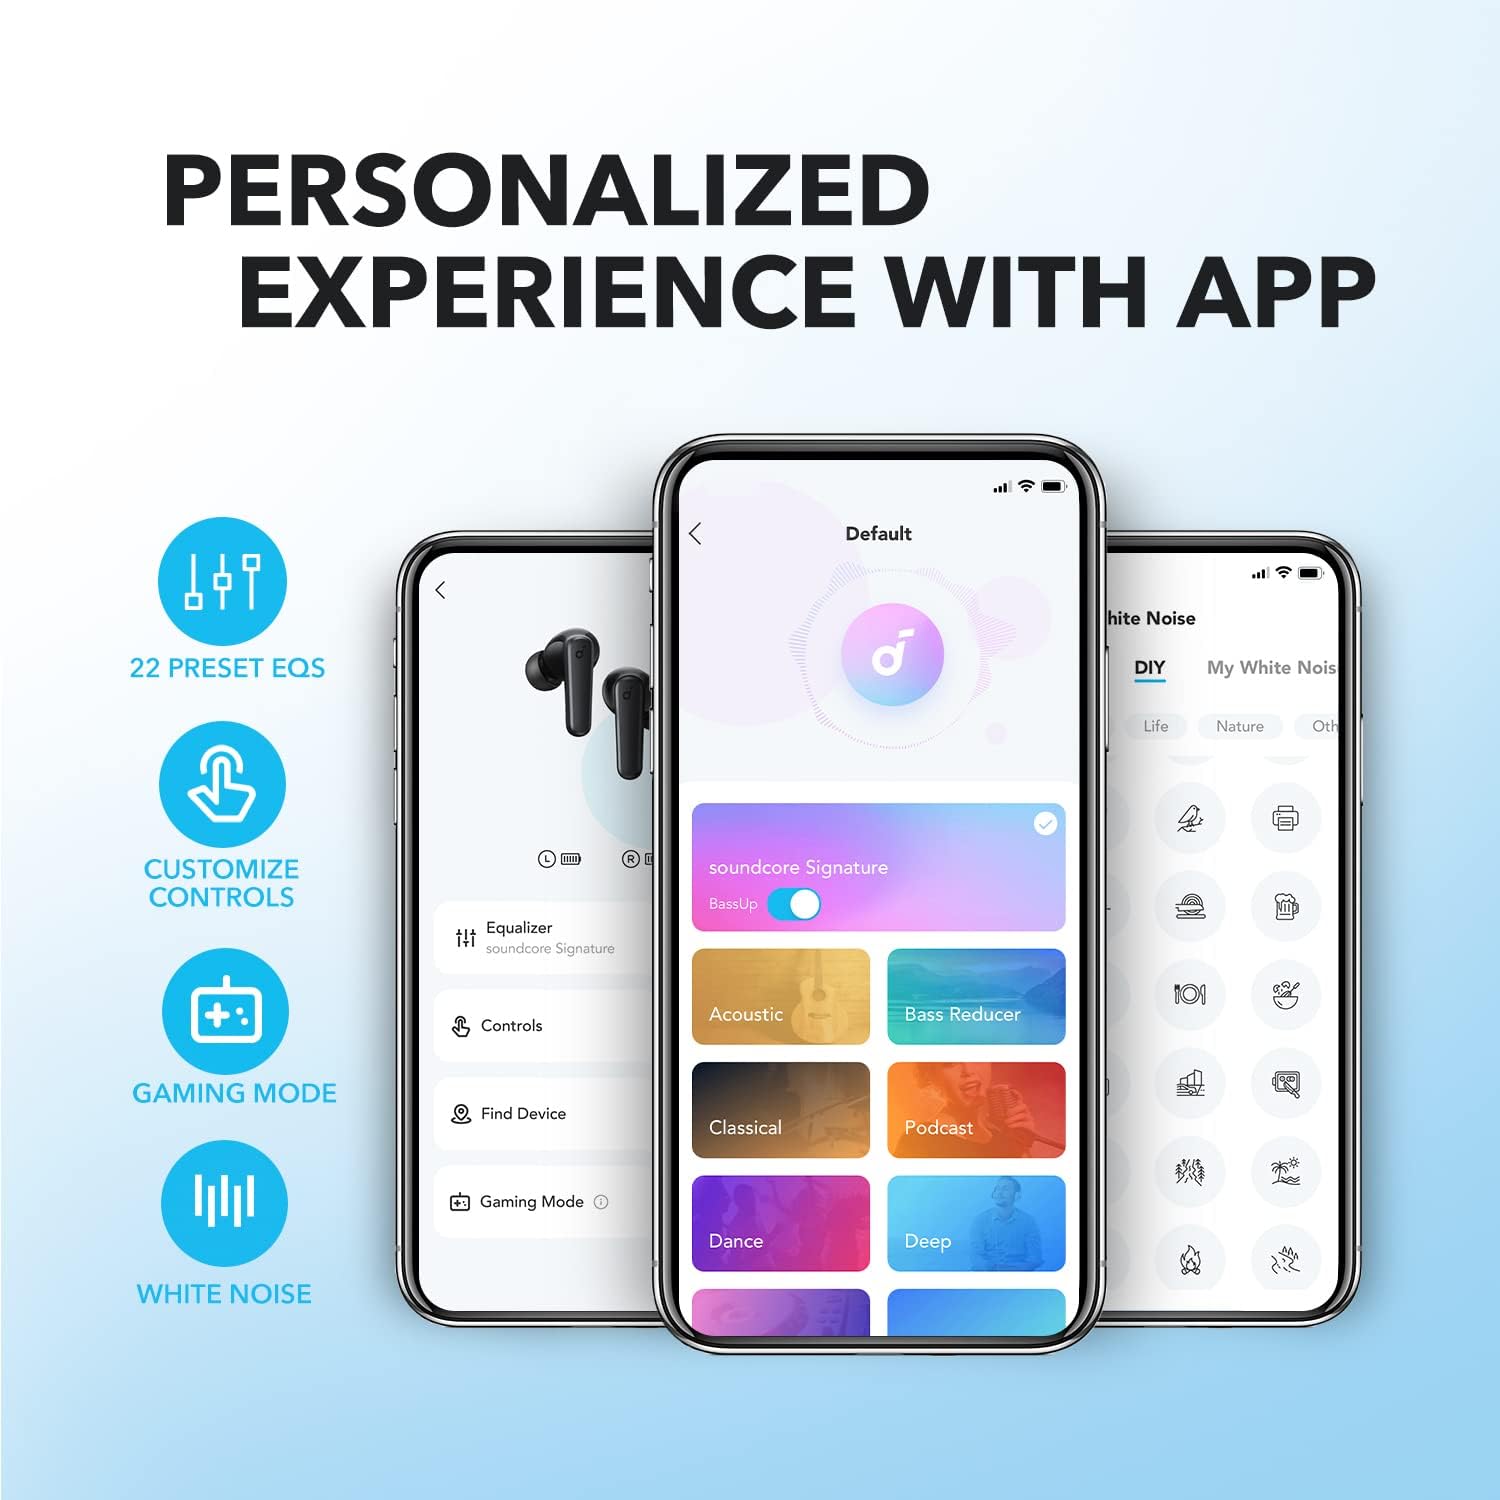 PERSONALIZED
EXPERIENCE WITH APP
22 PRESET EQS
CUSTOMIZE
CONTROLS
GAMING MODE
WHITE NOISE
L
R
Equalizer
soundcore Signature
Controls
Find Device
Gaming Mode
Default
soundcore Signature
BassUp
Acoustic
Bass Reducer
Classical
Podcast
Dance
Deep
hite Noise
DIY
My White Nois
Life
Nature
Oth